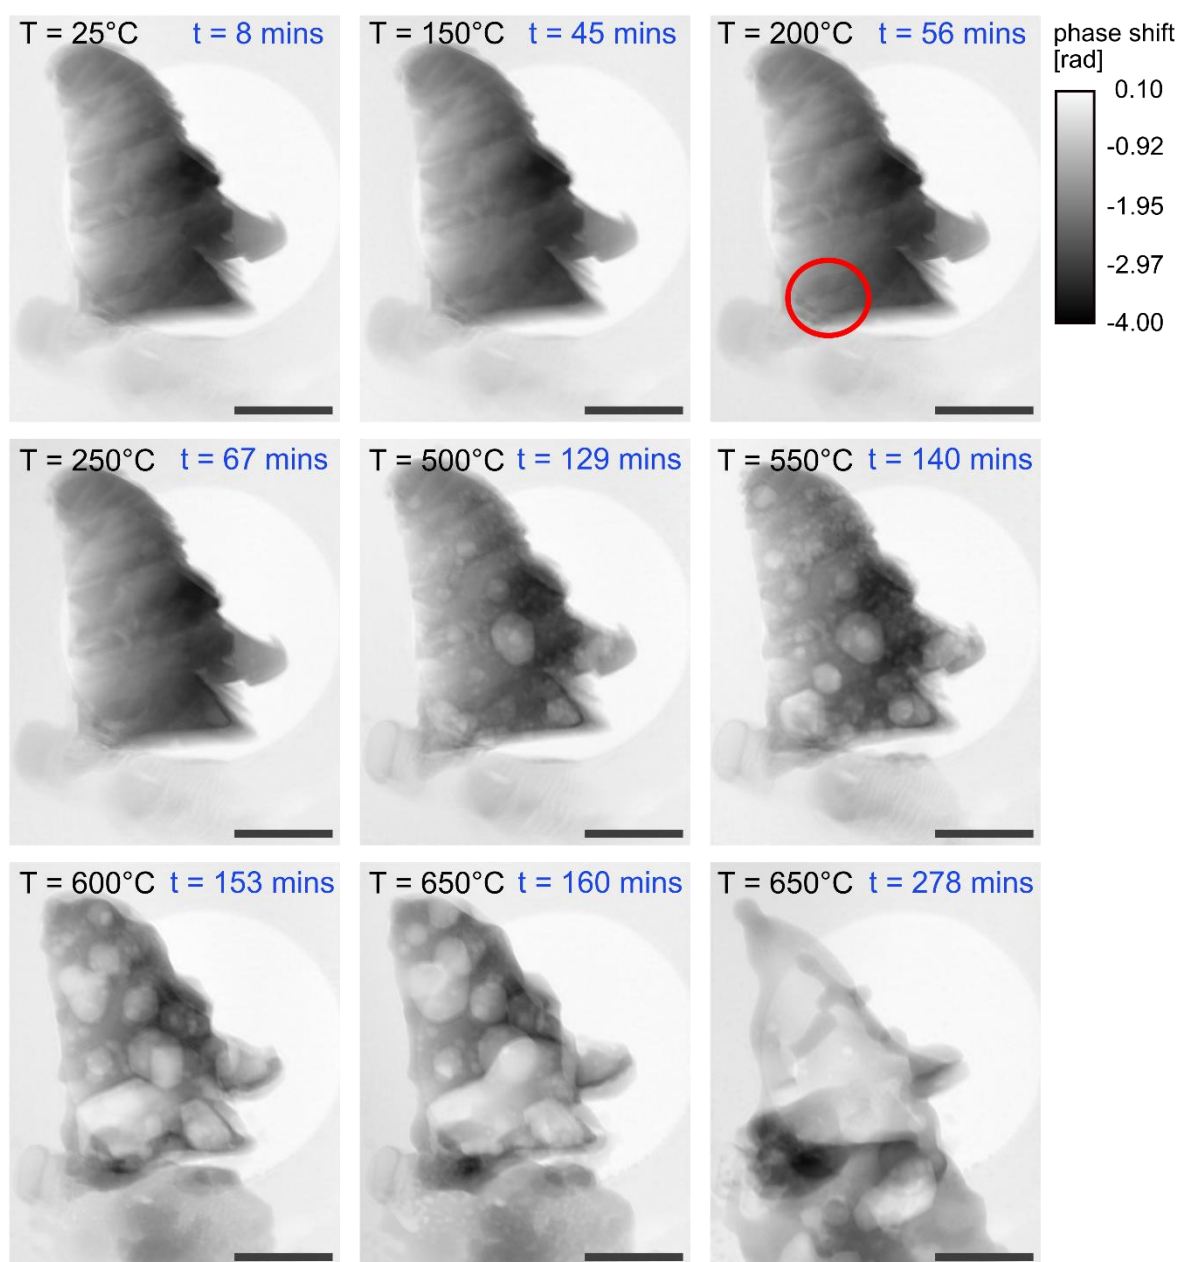 T = 25°C t = 8 mins
T = 150°C t = 45 mins
T = 200°C t = 56 mins
phase shift
[rad]
0.10
-0.92
-1.95
-2.97
-4.00
T = 250°C t = 67 mins
T = 500°C t = 129 mins
T = 550°C t = 140 mins
T = 600°C t = 153 mins
T = 650°C t = 160 mins
T = 650°C t = 278 mins